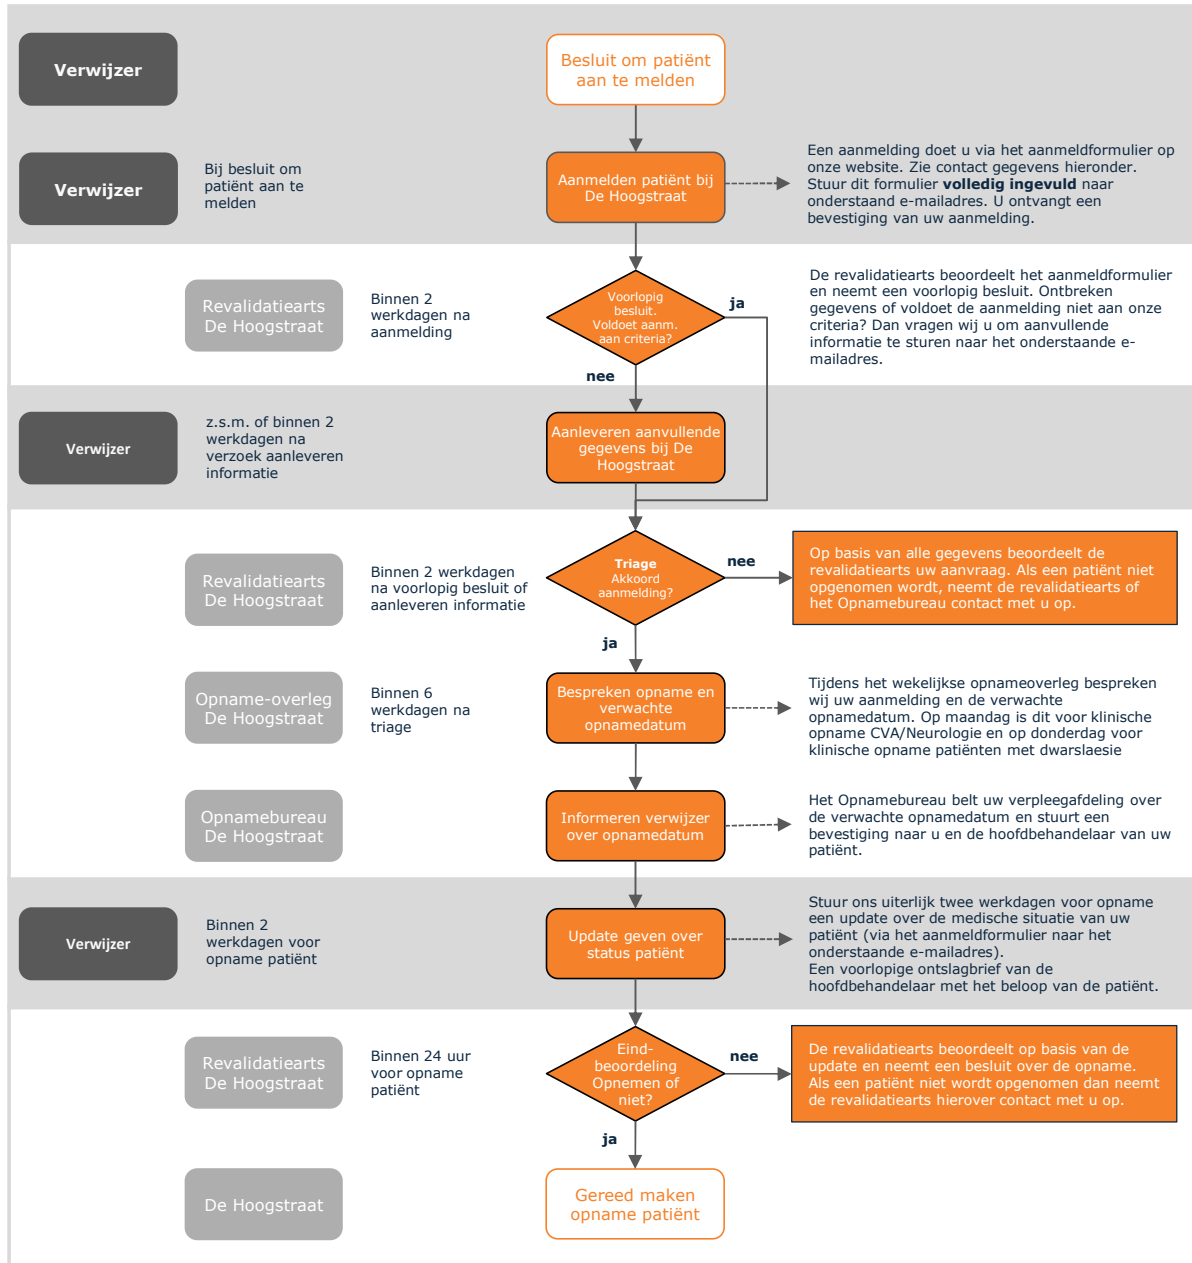 Verwijzer
Besluit om patiënt
aan te melden
Verwijzer
Bij besluit om
patiënt aan te
melden
Aanmelden patiënt bij
De Hoogstraat
Een aanmelding doet u via het aanmeldformulier op
onze website. Zie contact gegevens hieronder.
Stuur dit formulier volledig ingevuld naar
onderstaand e-mailadres. U ontvangt een
bevestiging van uw aanmelding.
Revalidatiearts
De Hoogstraat
Binnen 2
werkdagen na
aanmelding
Voorlopig
besluit.
Voldoet aanm.
aan criteria?
ja
nee
De revalidatiearts beoordeelt het aanmeldformulier
en neemt een voorlopig besluit. Ontbreken
gegevens of voldoet de aanmelding niet aan onze
criteria? Dan vragen wij u om aanvullende
informatie te sturen naar het onderstaande e-
mailadres.
Verwijzer
z.s.m. of binnen 2
werkdagen na
verzoek aanleveren
informatie
Aanleveren aanvullende
gegevens bij De
Hoogstraat
Revalidatiearts
De Hoogstraat
Binnen 2 werkdagen
na voorlopig besluit of
aanleveren informatie
Triage
Akkoord
aanmelding?
nee
ja
Op basis van alle gegevens beoordeelt de
revalidatiearts uw aanvraag. Als een patiënt niet
opgenomen wordt, neemt de revalidatiearts of
het Opnamebureau contact met u op.
Opname-overleg
De Hoogstraat
Binnen 6
werkdagen na
triage
Bespreken opname en
verwachte
opnamedatum
Tijdens het wekelijkse opnameoverleg bespreken
wij uw aanmelding en de verwachte
opnamedatum. Op maandag is dit voor klinische
opname CVA/Neurologie en op donderdag voor
klinische opname patiënten met dwarslaesie
Opnamebureau
De Hoogstraat
Informeren verwijzer
over opnamedatum
Het Opnamebureau belt uw verpleegafdeling over
de verwachte opnamedatum en stuurt een
bevestiging naar u en de hoofdbehandelaar van uw
patiënt.
Verwijzer
Binnen 2
werkdagen voor
opname patiënt
Update geven over
status patiënt
Stuur ons uiterlijk twee werkdagen voor opname
een update over de medische situatie van uw
patiënt (via het aanmeldformulier naar het
onderstaande e-mailadres).
Een voorlopige ontslagbrief van de
hoofdbehandelaar met het beloop van de patiënt.
Revalidatiearts
De Hoogstraat
Binnen 24 uur
voor opname
patiënt
Eind-
beoordeling
Opnemen of
niet?
nee
ja
De revalidatiearts beoordeelt op basis van de
update en neemt een besluit over de opname.
Als een patiënt niet wordt opgenomen dan neemt
de revalidatiearts hierover contact met u op.
De Hoogstraat
Gereed maken
opname patiënt